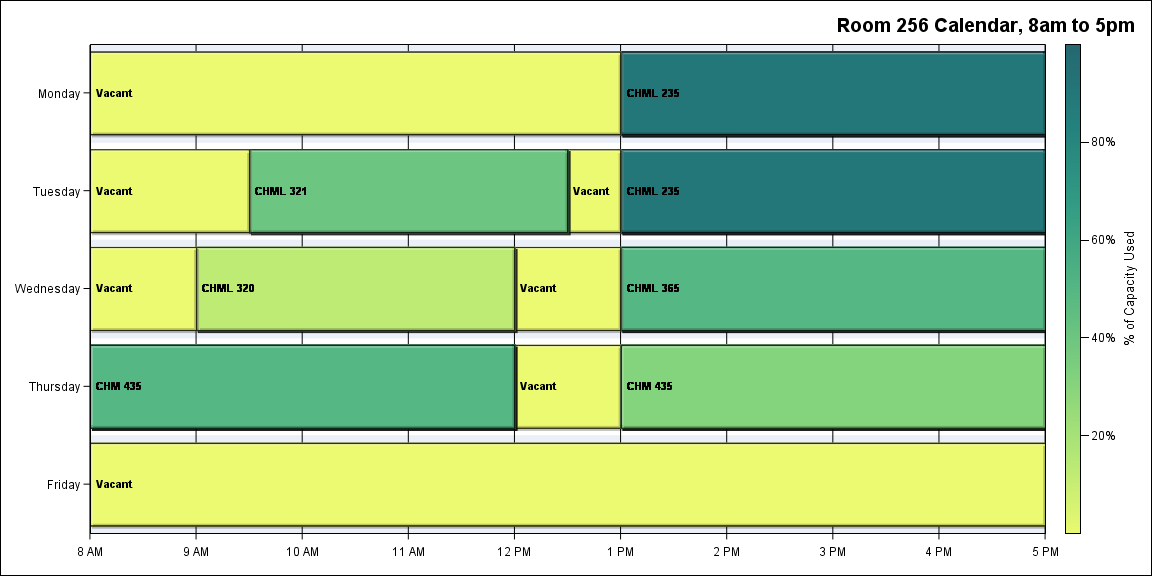 Room 256 Calendar, 8am to 5pm
Monday
Vacant
CHML 235
Tuesday
Vacant
CHML 321
Vacant
CHML 235
Wednesday
Vacant
CHML 320
Vacant
CHML 365
Thursday
CHM 435
Vacant
CHM 435
Friday
Vacant
8 AM
9 AM
10 AM
11 AM
12 PM
1 PM
2 PM
3 PM
4 PM
5 PM
80%
60%
40%
20%
% of Capacity Used